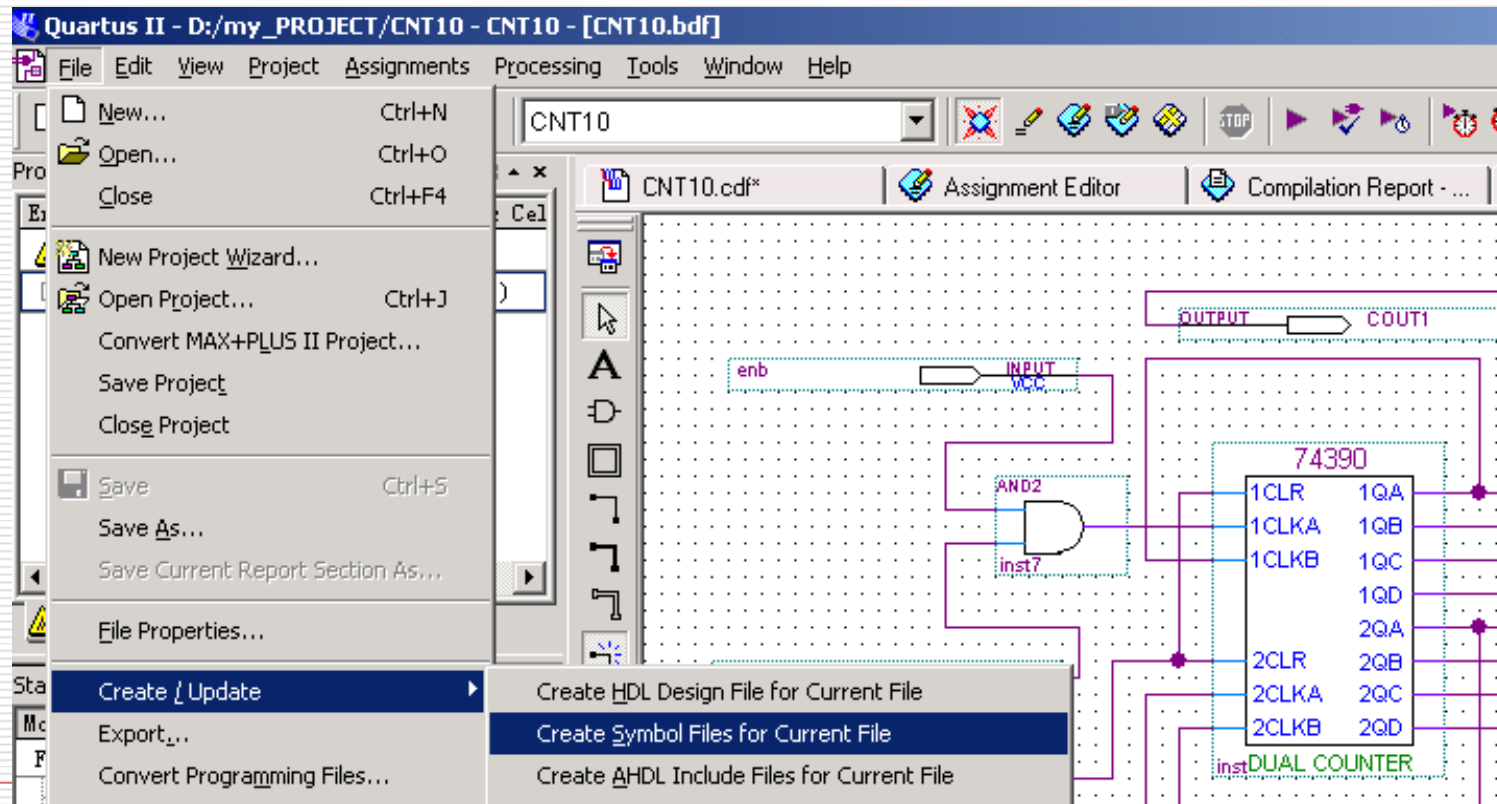 Quartus II - D:/my_PROJECT/CNT10 - CNT10 - [CNT10.bdf]
File Edit View Project Assignments Processing Tools Window Help
New... Ctrl+N
Open... Ctrl+O
Close Ctrl+F4
New Project Wizard...
Open Project... Ctrl+J
Convert MAX+PLUS II Project...
Save Project
Close Project
Save Ctrl+S
Save As...
Save Current Report Section As...
File Properties...
Create / Update
Export...
Convert Programming Files...
Create HDL Design File for Current File
Create Symbol Files for Current File
Create AHDL Include Files for Current File
CNT10
STOP
Pro
Cel
)
Sta
CNT10.cdf*
Assignment Editor
Compilation Report - ...
A
OUTPUT COUT1
enb INPUT
VCC
AND2
inst7
74390
1CLR 1QA
1CLKA 1QB
1CLKB 1QC
1QD
2QA
2CLR 2QB
2CLKA 2QC
2CLKB 2QD
inst DUAL COUNTER